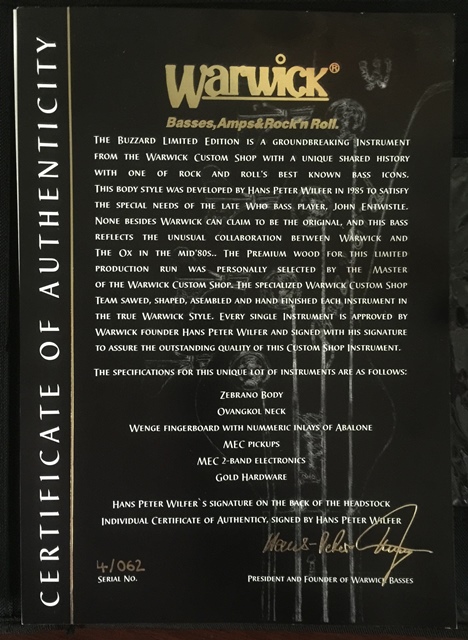 CERTIFICATE OF AUTHENTICITY
Warwick®
Basses,Amps&Rock'n Roll.
The Buzzard Limited Edition is a groundbreaking Instrument
from the Warwick Custom Shop with a unique shared history
with one of rock and roll's best known bass icons.
This body style was developed by Hans Peter Wilfer in 1985 to satisfy
the special needs of the late Who bass player, John Entwistle.
None besides Warwick can claim to be the original, and this bass
reflects the unusual collaboration between Warwick and
The Ox in the mid'80s.. The Premium wood for this limited
production run was personally selected by the Master
of the Warwick Custom Shop. The specialized Warwick Custom Shop
Team sawed, shaped, asembled and hand finished each instrument in
the true Warwick Style. Every single Instrument is approved by
Warwick founder Hans Peter Wilfer and signed with his signature
to assure the outstanding quality of this Custom Shop Instrument.
The specifications for this unique lot of instruments are as follows:
Zebrano Body
Ovangkol neck
Wenge fingerboard with nummeric inlays of Abalone
MEC pickups
MEC 2-band electronics
Gold Hardware
Hans Peter Wilfer`s signature on the back of the headstock
Individual Certificate of Authenticy, signed by Hans Peter Wilfer
Hans-Peter
4/062
Serial No.
President and Founder of Warwick Basses